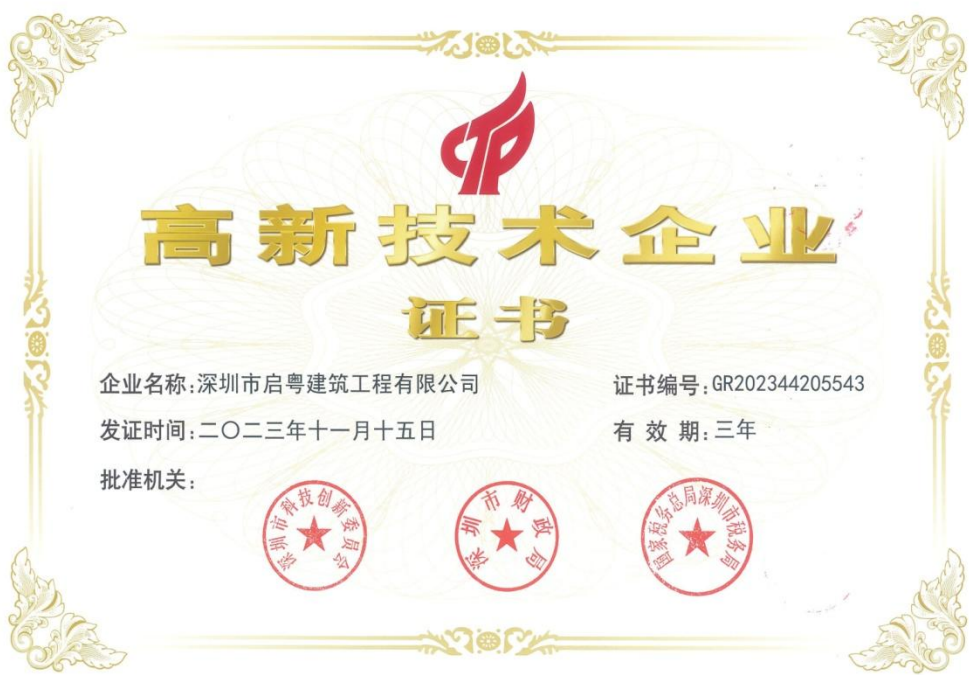 高新技术企业
证书
企业名称:深圳市启粤建筑工程有限公司
证书编号:GR202344205543
发证时间:二〇二三年十一月十五日
有效期:三年
批准机关:
深圳市科技创新委员会
深圳市财政局
国家税务总局深圳市税务局